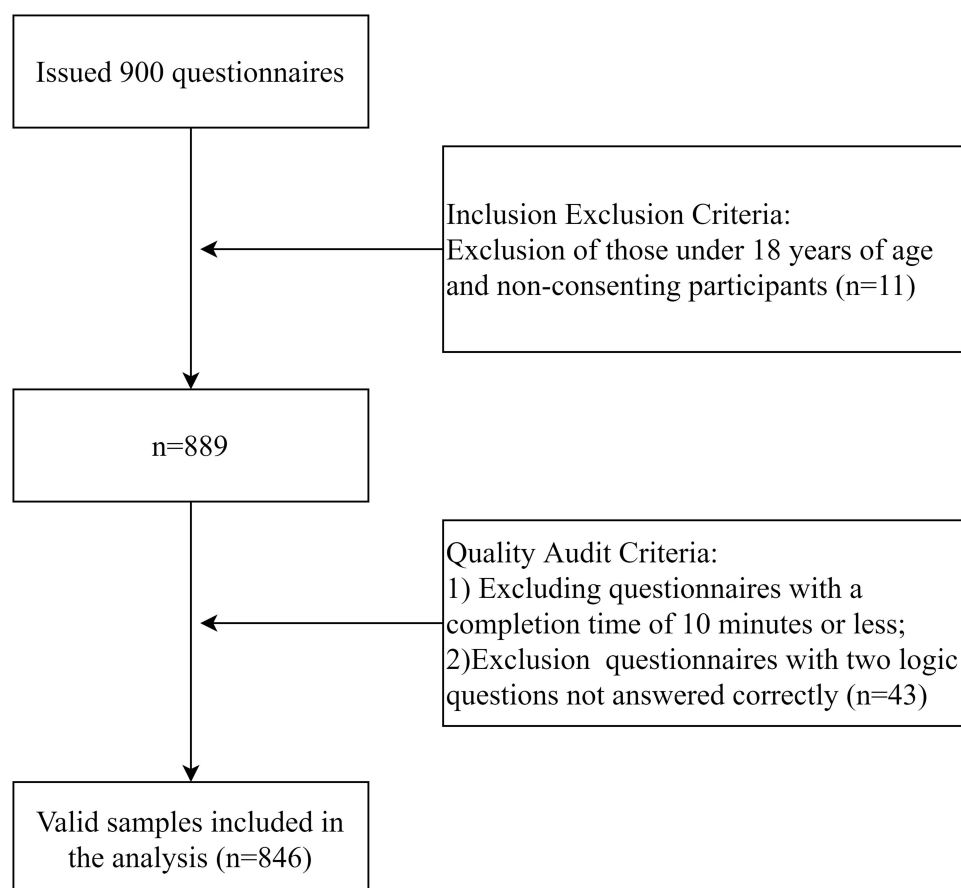 Issued 900 questionnaires
Inclusion Exclusion Criteria:
Exclusion of those under 18 years of age
and non-consenting participants (n=11)
n=889
Quality Audit Criteria:
1) Excluding questionnaires with a
completion time of 10 minutes or less;
2)Exclusion  questionnaires with two logic
questions not answered correctly (n=43)
Valid samples included in
the analysis (n=846)